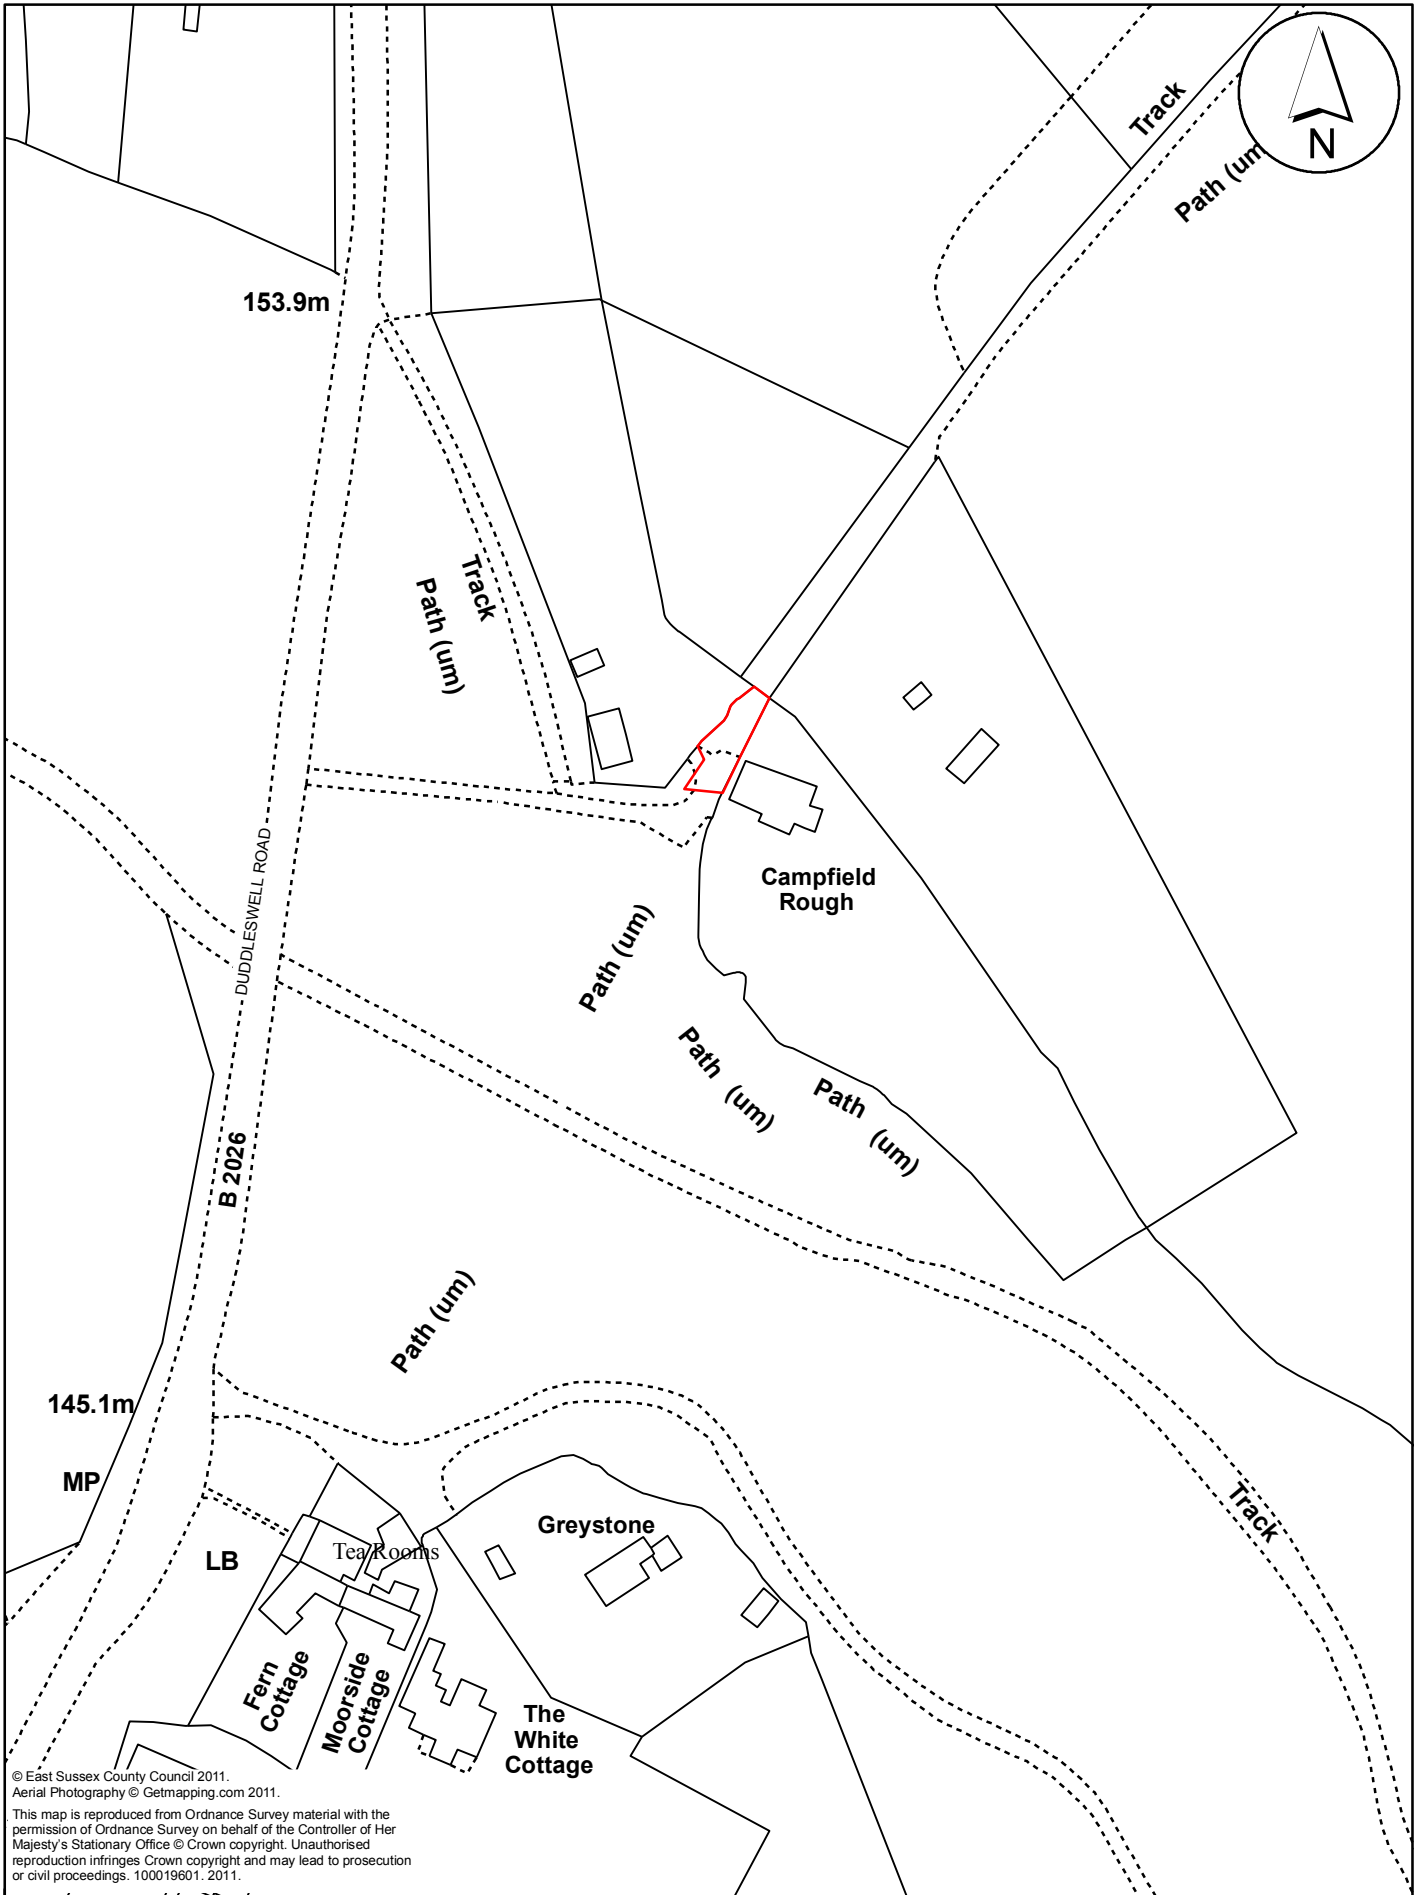 Track
Path (um
N
153.9m
Track
Path (um)
DUDDLESWELL ROAD
Campfield
Rough
Path (um)
Path (um)
Path (um)
B 2026
Path (um)
145.1m
MP
Track
Greystone
LB
Tea Rooms
Fern
Cottage
Moorside
Cottage
The
White
Cottage
© East Sussex County Council 2011.
Aerial Photography © Getmapping.com 2011.
This map is reproduced from Ordnance Survey material with the
permission of Ordnance Survey on behalf of the Controller of Her
Majesty's Stationary Office © Crown copyright. Unauthorised
reproduction infringes Crown copyright and may lead to prosecution
or civil proceedings. 100019601. 2011.